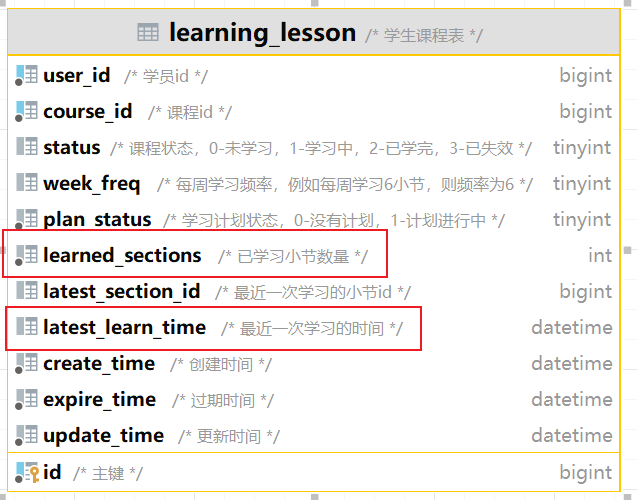 learning_lesson /* 学生课程表 */
user_id /* 学员id */ bigint
course_id /* 课程id */ bigint
status /* 课程状态，0-未学习，1-学习中，2-已学完，3-已失效 */ tinyint
week_freq /* 每周学习频率，例如每周学习6小节，则频率为6 */ tinyint
plan_status /* 学习计划状态，0-没有计划，1-计划进行中 */ tinyint
learned_sections /* 已学习小节数量 */ int
latest_section_id /* 最近一次学习的小节id */ bigint
latest_learn_time /* 最近一次学习的时间 */ datetime
create_time /* 创建时间 */ datetime
expire_time /* 过期时间 */ datetime
update_time /* 更新时间 */ datetime
id /* 主键 */ bigint